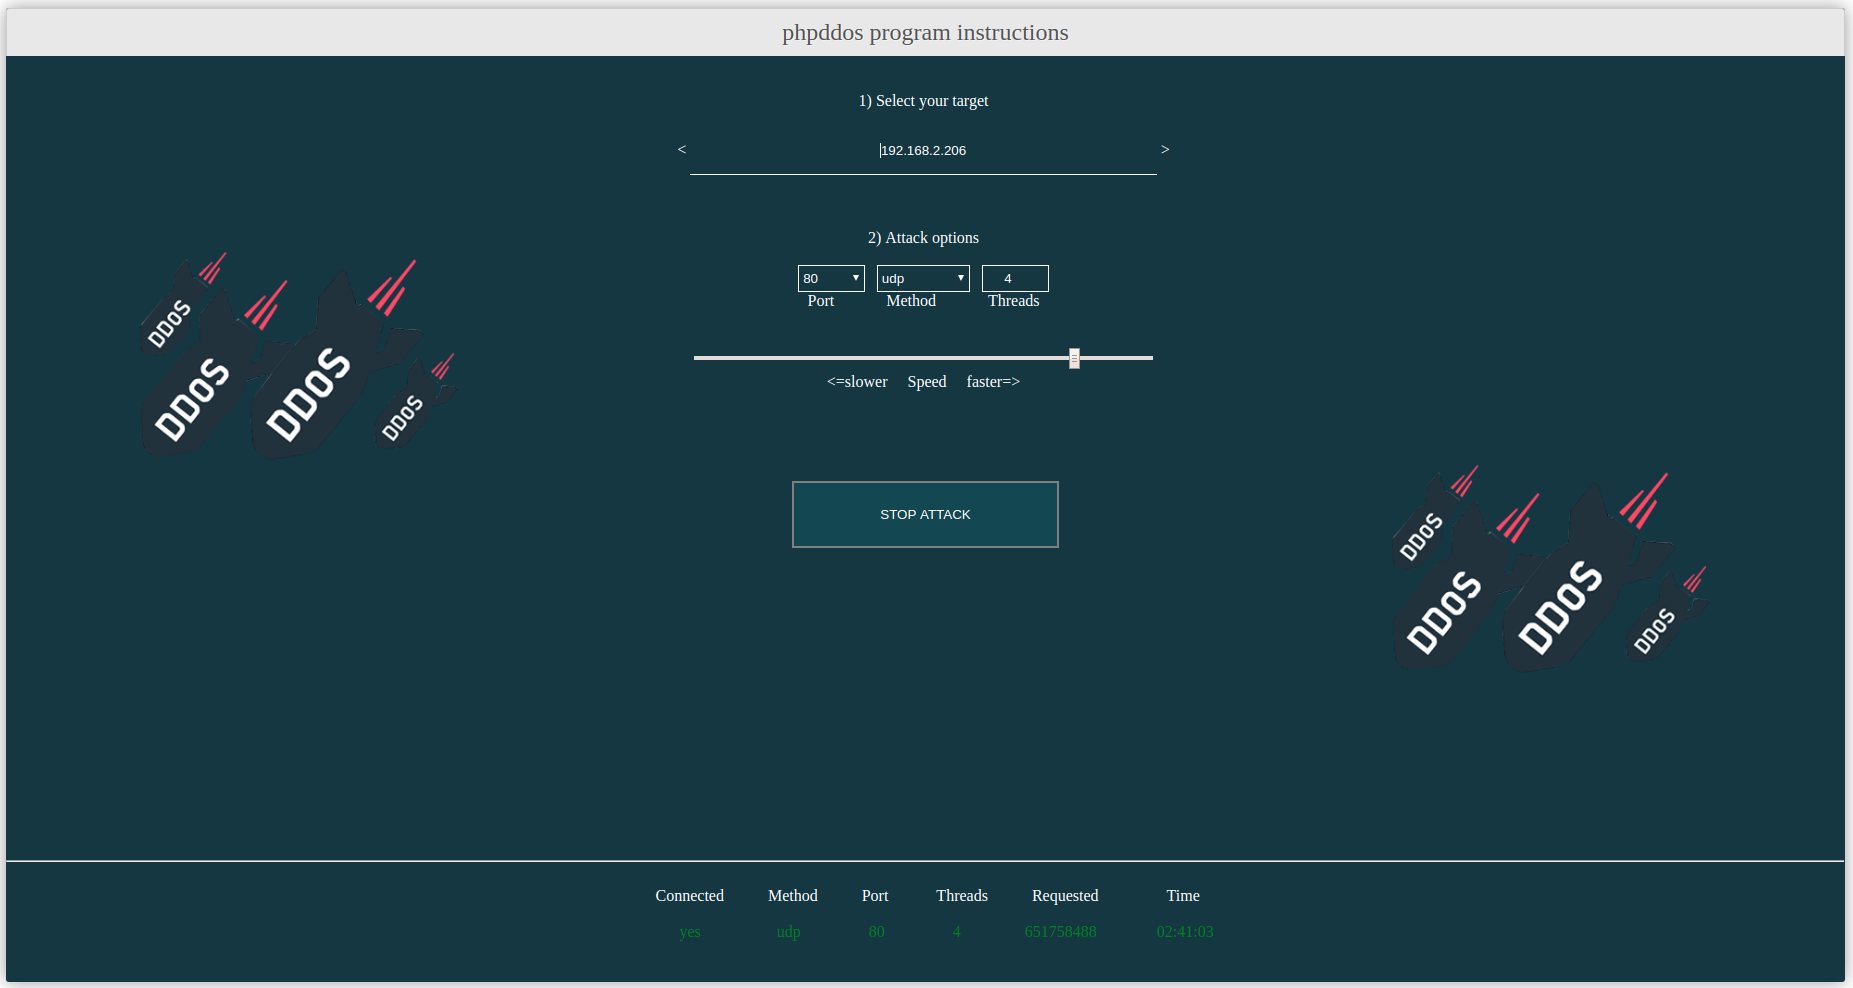 phpddos program instructions
1) Select your target
< 192.168.2.206 >
2) Attack options
80 udp 4
Port Method Threads
<=slower Speed faster=>
STOP ATTACK
DDoS
DDoS
DDoS
DDoS
DDoS
DDoS
DDoS
DDoS
Connected Method Port Threads Requested Time
yes udp 80 4 651758488 02:41:03